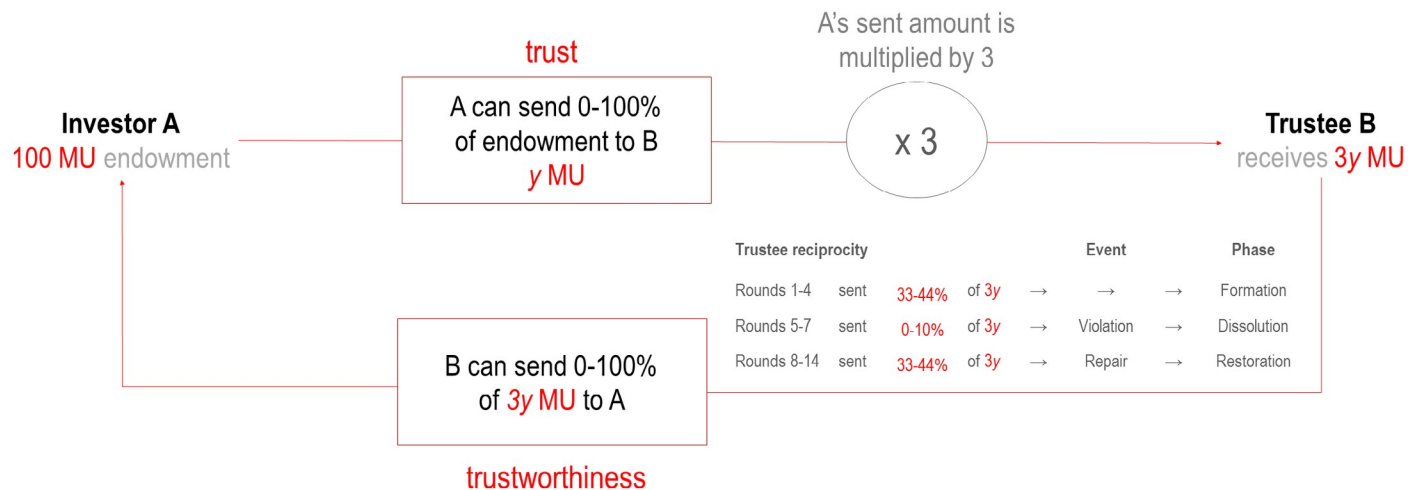 A's sent amount is
multiplied by 3
trust
Investor A
100 MU endowment
A can send 0-100%
of endowment to B
y MU
x 3
Trustee B
receives 3y MU
Trustee reciprocity Event Phase
Rounds 1-4 sent 33-44% of 3y → → → Formation
Rounds 5-7 sent 0-10% of 3y → Violation → Dissolution
Rounds 8-14 sent 33-44% of 3y → Repair → Restoration
B can send 0-100%
of 3y MU to A
trustworthiness